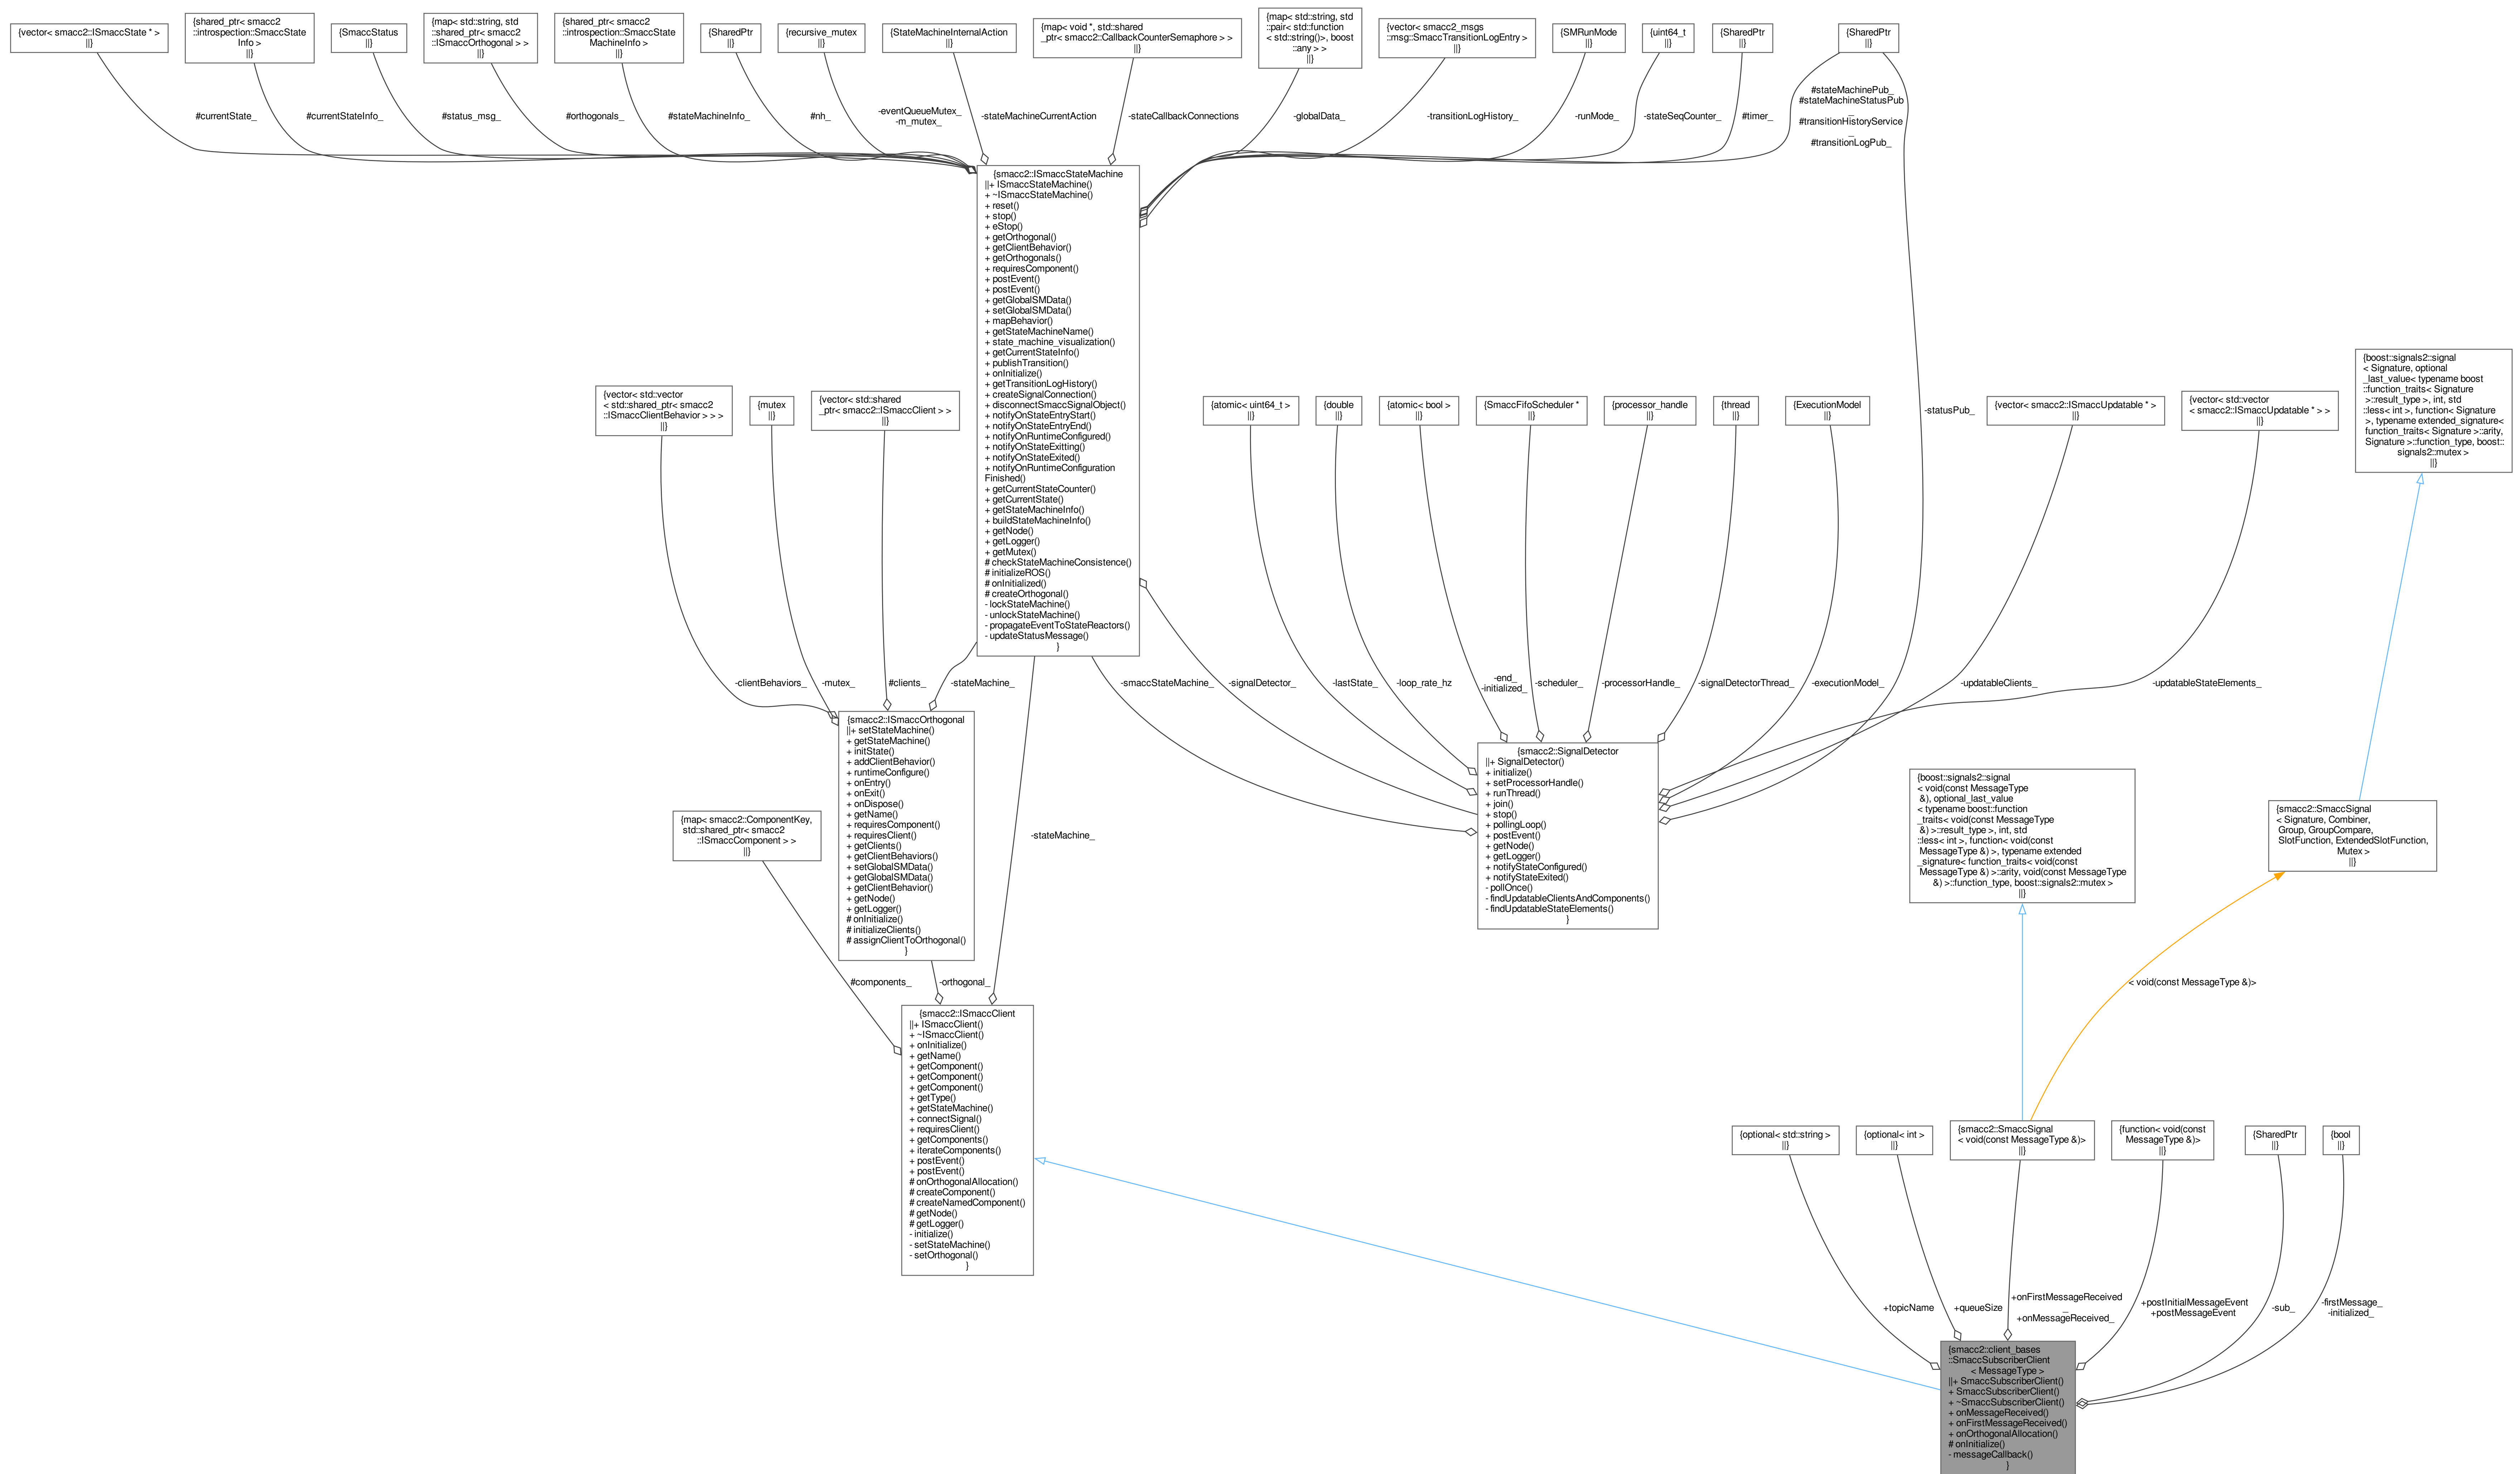 {vector< smacc2::ISmaccState * >
||}
{shared_ptr< smacc2
::introspection::SmaccState
Info >
||}
{SmaccStatus
||}
{map< std::string, std
::shared_ptr< smacc2
::ISmaccOrthogonal > >
||}
{shared_ptr< smacc2
::introspection::SmaccState
MachineInfo >
||}
{SharedPtr
||}
{recursive_mutex
||}
{StateMachineInternalAction
||}
{map< void *, std::shared
_ptr< smacc2::CallbackCounterSemaphore > >
||}
{map< std::string, std
::pair< std::function
< std::string()>, boost
::any > >
||}
{vector< smacc2_msgs
::msg::SmaccTransitionLogEntry >
||}
{SMRunMode
||}
{uint64_t
||}
{SharedPtr
||}
{SharedPtr
||}
#currentState_
#currentStateInfo_
#status_msg_
#orthogonals_
#stateMachineInfo_
#nh_
-eventQueueMutex_
-m_mutex_
-stateMachineCurrentAction
-stateCallbackConnections
-globalData_
-transitionLogHistory_
-runMode_
-stateSeqCounter_
#timer_
#stateMachinePub_
#stateMachineStatusPub
_
#transitionHistoryService
_
#transitionLogPub_
{smacc2::ISmaccStateMachine
||+ ISmaccStateMachine()
+ ~ISmaccStateMachine()
+ reset()
+ stop()
+ eStop()
+ getOrthogonal()
+ getClientBehavior()
+ getOrthogonals()
+ requiresComponent()
+ postEvent()
+ postEvent()
+ getGlobalSMData()
+ setGlobalSMData()
+ mapBehavior()
+ getStateMachineName()
+ state_machine_visualization()
+ getCurrentStateInfo()
+ publishTransition()
+ onInitialize()
+ getTransitionLogHistory()
+ createSignalConnection()
+ disconnectSmaccSignalObject()
+ notifyOnStateEntryStart()
+ notifyOnStateEntryEnd()
+ notifyOnRuntimeConfigured()
+ notifyOnStateExitting()
+ notifyOnStateExited()
+ notifyOnRuntimeConfiguration
Finished()
+ getCurrentStateCounter()
+ getCurrentState()
+ getStateMachineInfo()
+ buildStateMachineInfo()
+ getNode()
+ getLogger()
+ getMutex()
# checkStateMachineConsistence()
# initializeROS()
# onInitialized()
# createOrthogonal()
- lockStateMachine()
- unlockStateMachine()
- propagateEventToStateReactors()
- updateStatusMessage()
}
{vector< std::vector
< std::shared_ptr< smacc2
::ISmaccClientBehavior > > >
||}
{mutex
||}
{vector< std::shared
_ptr< smacc2::ISmaccClient > >
||}
{atomic< uint64_t >
||}
{double
||}
{atomic< bool >
||}
{SmaccFifoScheduler *
||}
{processor_handle
||}
{thread
||}
{ExecutionModel
||}
-statusPub_
{vector< smacc2::ISmaccUpdatable * >
||}
{vector< std::vector
< smacc2::ISmaccUpdatable * > >
||}
{boost::signals2::signal
< Signature, optional
_last_value< typename boost
::function_traits< Signature
>::result_type >, int, std
::less< int >, function< Signature
>, typename extended_signature<
function_traits< Signature >::arity,
Signature >::function_type, boost::
signals2::mutex >
||}
-clientBehaviors_
-mutex_
#clients_
-stateMachine_
-smaccStateMachine_
-signalDetector_
-lastState_
-loop_rate_hz
-end_
-initialized_
-scheduler_
-processorHandle_
-signalDetectorThread_
-executionModel_
-updatableClients_
-updatableStateElements_
{smacc2::ISmaccOrthogonal
||+ setStateMachine()
+ getStateMachine()
+ initState()
+ addClientBehavior()
+ runtimeConfigure()
+ onEntry()
+ onExit()
+ onDispose()
+ getName()
+ requiresComponent()
+ requiresClient()
+ getClients()
+ getClientBehaviors()
+ setGlobalSMData()
+ getGlobalSMData()
+ getClientBehavior()
+ getNode()
+ getLogger()
# onInitialize()
# initializeClients()
# assignClientToOrthogonal()
}
{smacc2::SignalDetector
||+ SignalDetector()
+ initialize()
+ setProcessorHandle()
+ runThread()
+ join()
+ stop()
+ pollingLoop()
+ postEvent()
+ getNode()
+ getLogger()
+ notifyStateConfigured()
+ notifyStateExited()
- pollOnce()
- findUpdatableClientsAndComponents()
- findUpdatableStateElements()
}
{boost::signals2::signal
< void(const MessageType
&), optional_last_value
< typename boost::function
_traits< void(const MessageType
&) >::result_type >, int, std
::less< int >, function< void(const
MessageType &) >, typename extended
_signature< function_traits< void(const
MessageType &) >::arity, void(const MessageType
&) >::function_type, boost::signals2::mutex >
||}
{smacc2::SmaccSignal
< Signature, Combiner,
Group, GroupCompare,
SlotFunction, ExtendedSlotFunction,
Mutex >
||}
{map< smacc2::ComponentKey,
std::shared_ptr< smacc2
::ISmaccComponent > >
||}
-stateMachine_
#components_
-orthogonal_
< void(const MessageType &)>
{smacc2::ISmaccClient
||+ ISmaccClient()
+ ~ISmaccClient()
+ onInitialize()
+ getName()
+ getComponent()
+ getComponent()
+ getComponent()
+ getType()
+ getStateMachine()
+ connectSignal()
+ requiresClient()
+ getComponents()
+ iterateComponents()
+ postEvent()
+ postEvent()
# onOrthogonalAllocation()
# createComponent()
# createNamedComponent()
# getNode()
# getLogger()
- initialize()
- setStateMachine()
- setOrthogonal()
}
{optional< std::string >
||}
{optional< int >
||}
{smacc2::SmaccSignal
< void(const MessageType &)>
||}
{function< void(const
MessageType &)>
||}
{SharedPtr
||}
{bool
||}
+topicName
+queueSize
+onFirstMessageReceived
_
+onMessageReceived_
+postInitialMessageEvent
+postMessageEvent
-sub_
-firstMessage_
-initialized_
{smacc2::client_bases
::SmaccSubscriberClient
< MessageType >
||+ SmaccSubscriberClient()
+ SmaccSubscriberClient()
+ ~SmaccSubscriberClient()
+ onMessageReceived()
+ onFirstMessageReceived()
+ onOrthogonalAllocation()
# onInitialize()
- messageCallback()
}